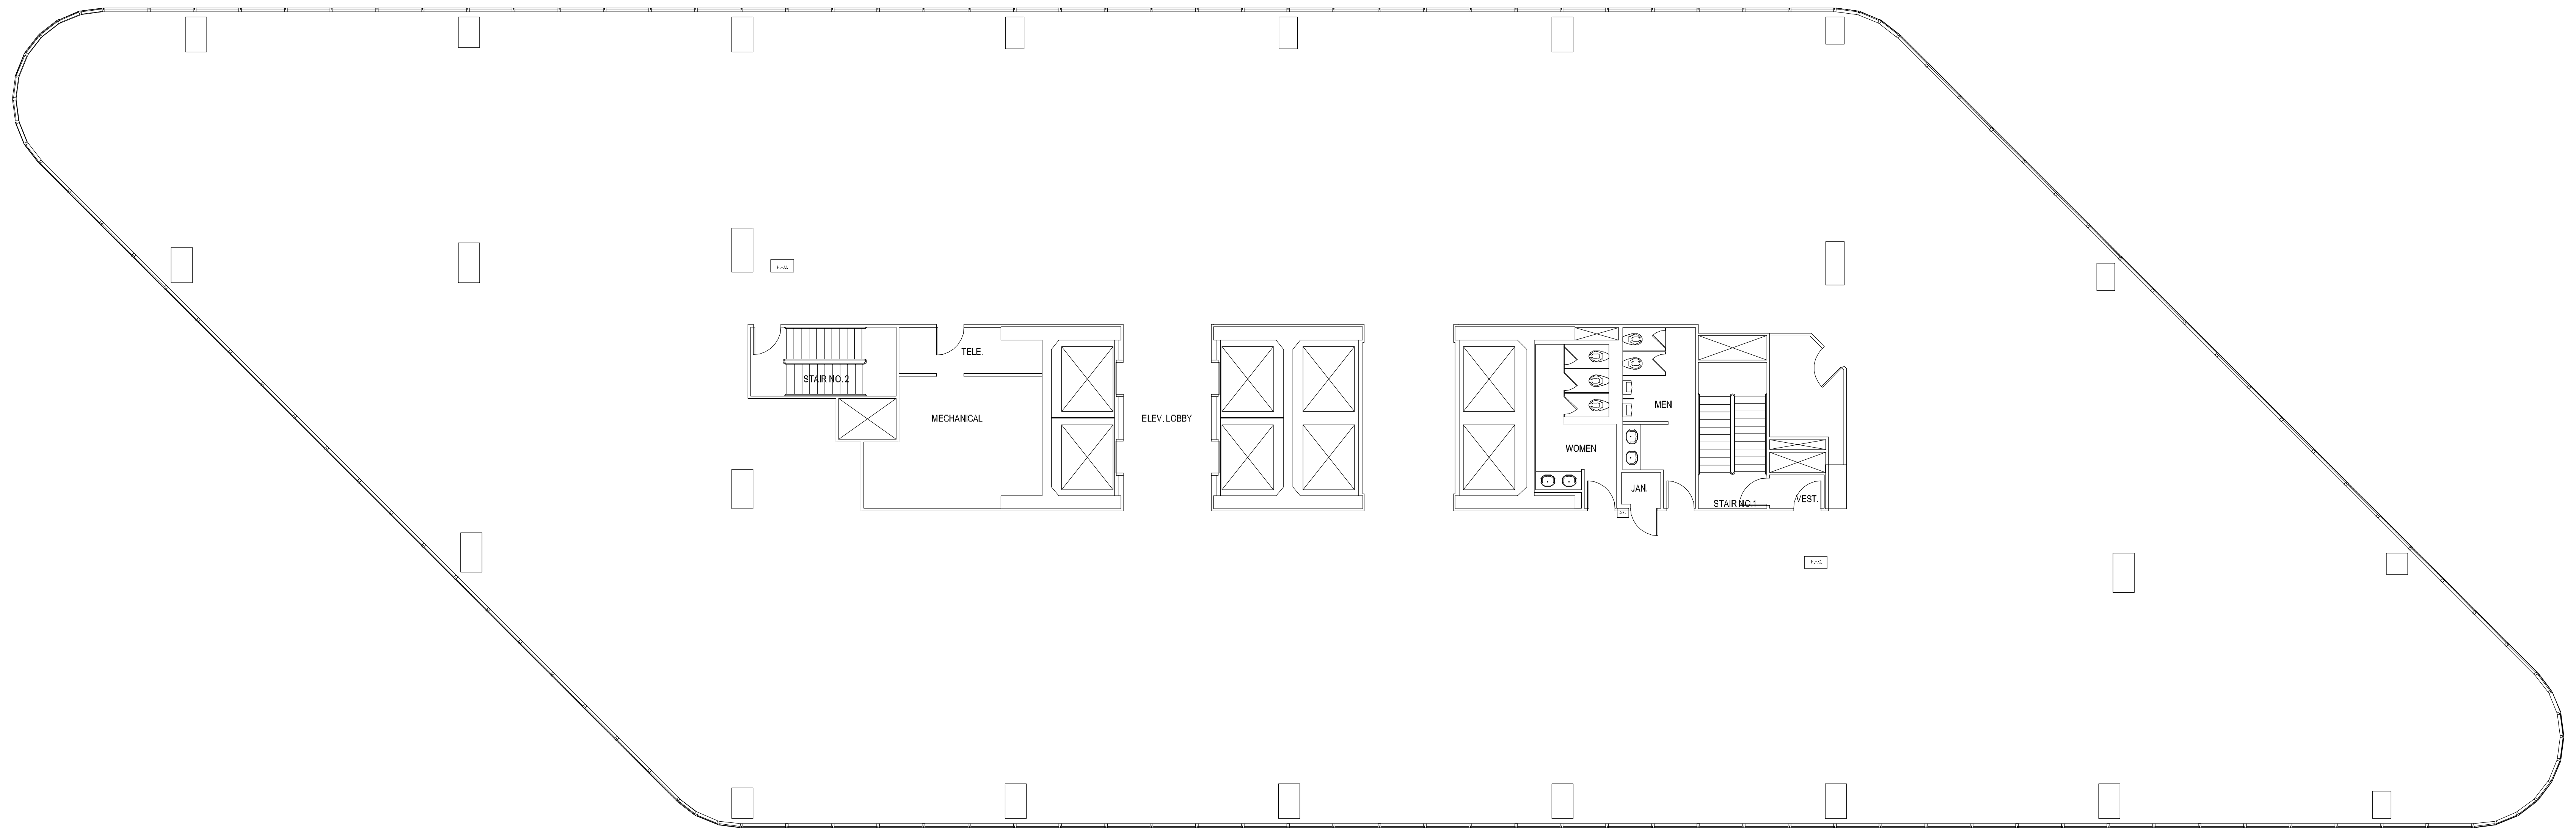 TELE.
STAIR NO. 2
MECHANICAL
ELEV. LOBBY
MEN
WOMEN
JAN.
STAIR NO.1
VEST.